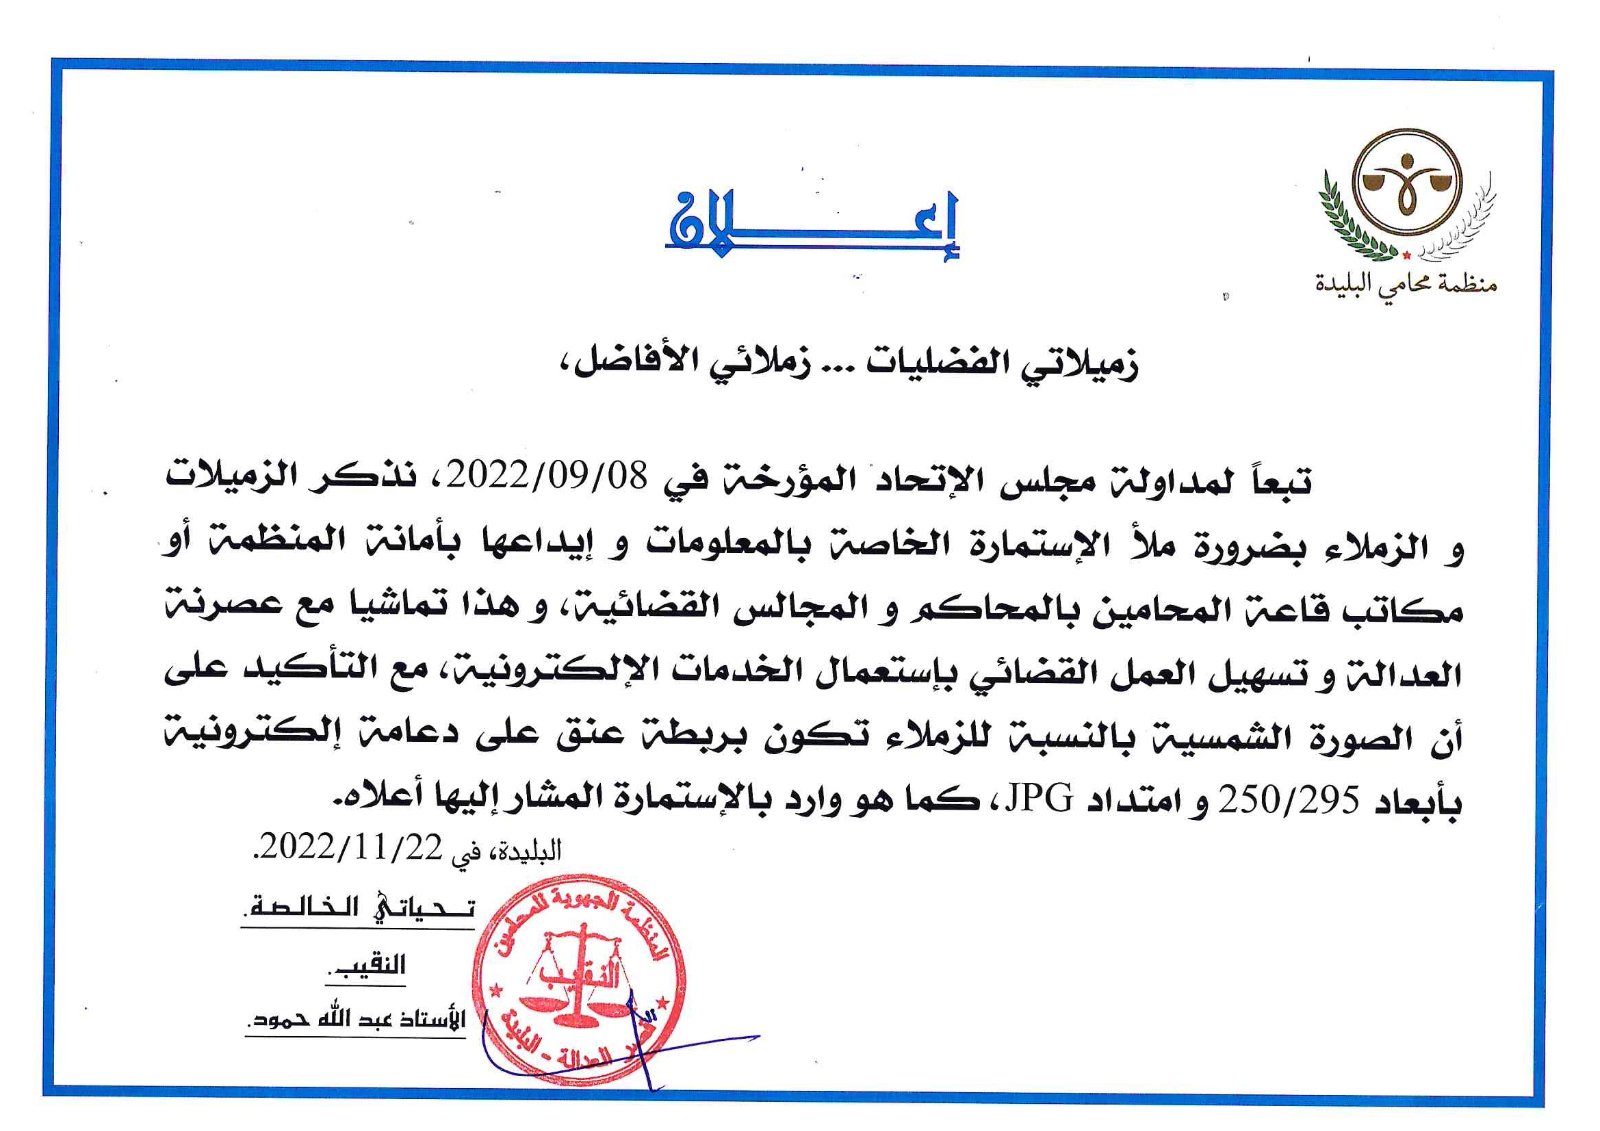 منظمة محامي البليدة
إعلان
زميلاتي الفضليات ... زملائي الأفاضل،
تبعاً لمداولة مجلس الإتحاد المؤرخة في 2022/09/08، نذكر الزميلات
و الزملاء بضرورة ملأ الإستمارة الخاصة بالمعلومات و إيداعها بأمانة المنظمة أو
مكاتب قاعة المحامين بالمحاكم و المجالس القضائية، و هذا تماشيا مع عصرنة
العدالة و تسهيل العمل القضائي بإستعمال الخدمات الإلكترونية، مع التأكيد على
أن الصورة الشمسية بالنسبة للزملاء تكون بربطة عنق على دعامة إلكترونية
بأبعاد 250/295 و امتداد JPG، كما هو وارد بالإستمارة المشار إليها أعلاه.
البليدة، في 2022/11/22.
تحياتي الخالصة.
النقيب.
الأستاذ عبد الله حمود.
المنظمة الجهوية للمحامين
النقيب
العدالة - البليدة